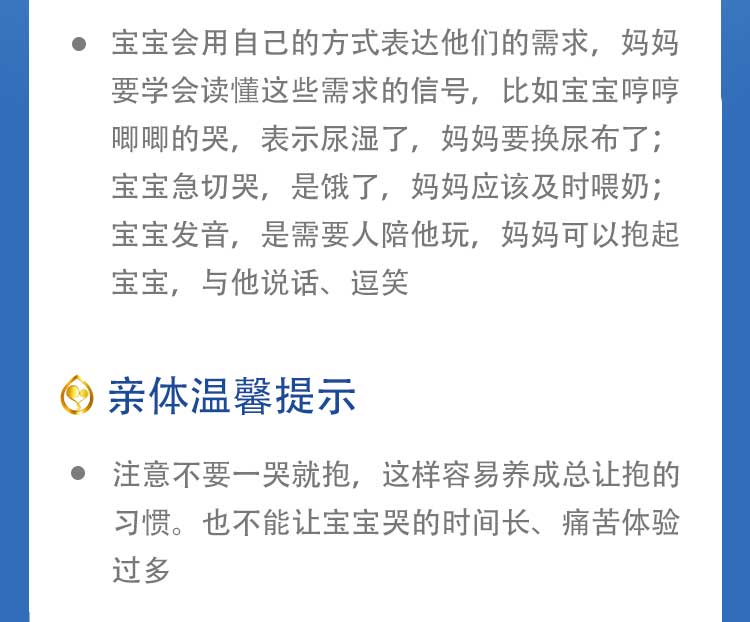 宝宝会用自己的方式表达他们的需求，妈妈
要学会读懂这些需求的信号，比如宝宝哼哼
唧唧的哭，表示尿湿了，妈妈要换尿布了；
宝宝急切哭，是饿了，妈妈应该及时喂奶；
宝宝发音，是需要人陪他玩，妈妈可以抱起
宝宝，与他说话、逗笑
亲体温馨提示
注意不要一哭就抱，这样容易养成总让抱的
习惯。也不能让宝宝哭的时间长、痛苦体验
过多